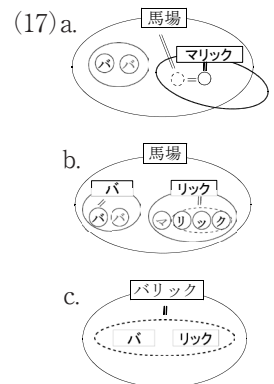 (17) a.
馬場
マリック
ババ
=
b.
馬場
バ リック
ババ マリック
c.
バリック
バ リック